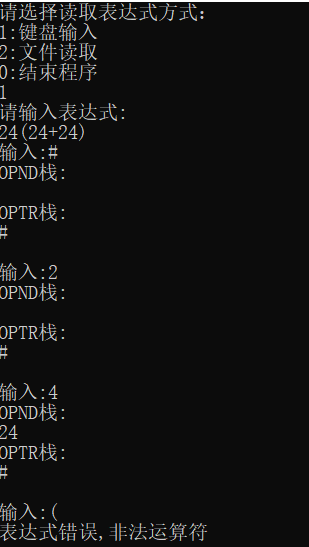 请选择读取表达式方式:
1:键盘输入
2:文件读取
0:结束程序
1
请输入表达式:
24(24+24)
输入:#
OPND栈:
OPTR栈:
#
输入:2
OPND栈:
OPTR栈:
#
输入:4
OPND栈:
24
OPTR栈:
#
输入:(
表达式错误,非法运算符